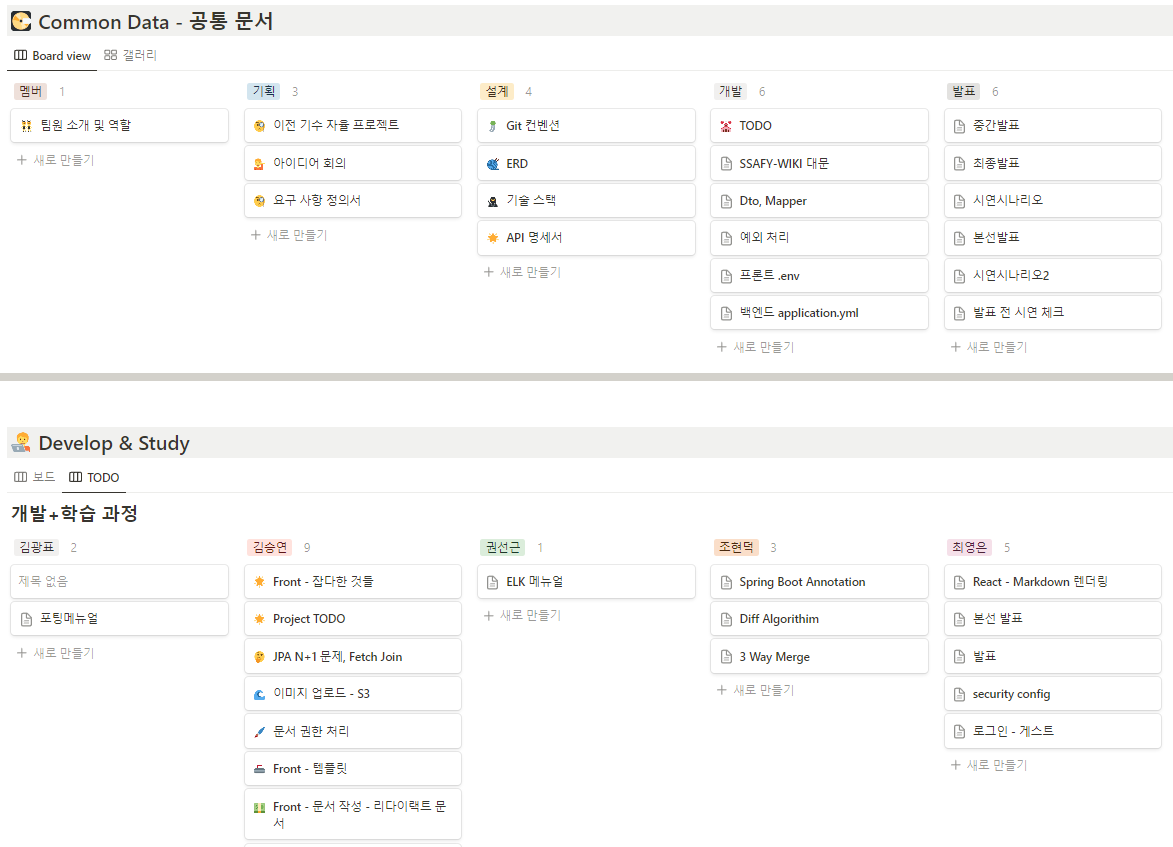 Common Data - 공통 문서
Board view 갤러리
멤버 1
팀원 소개 및 역할
새로 만들기
기획 3
이전 기수 자율 프로젝트
아이디어 회의
요구 사항 정의서
새로 만들기
설계 4
Git 컨벤션
ERD
기술 스택
API 명세서
새로 만들기
개발 6
TODO
SSAFY-WIKI 대문
Dto, Mapper
예외 처리
프론트 .env
백엔드 application.yml
새로 만들기
발표 6
중간발표
최종발표
시연시나리오
본선발표
시연시나리오2
발표 전 시연 체크
새로 만들기
Develop & Study
보드 TODO
개발+학습 과정
김광표 2
제목 없음
포팅메뉴얼
새로 만들기
김승연 9
Front - 잡다한 것들
Project TODO
JPA N+1 문제, Fetch Join
이미지 업로드 - S3
문서 권한 처리
Front - 템플릿
Front - 문서 작성 - 리다이랙트 문
서
권선근 1
ELK 메뉴얼
새로 만들기
조현덕 3
Spring Boot Annotation
Diff Algorithim
3 Way Merge
새로 만들기
최영은 5
React - Markdown 렌더링
본선 발표
발표
security config
로그인 - 게스트
새로 만들기